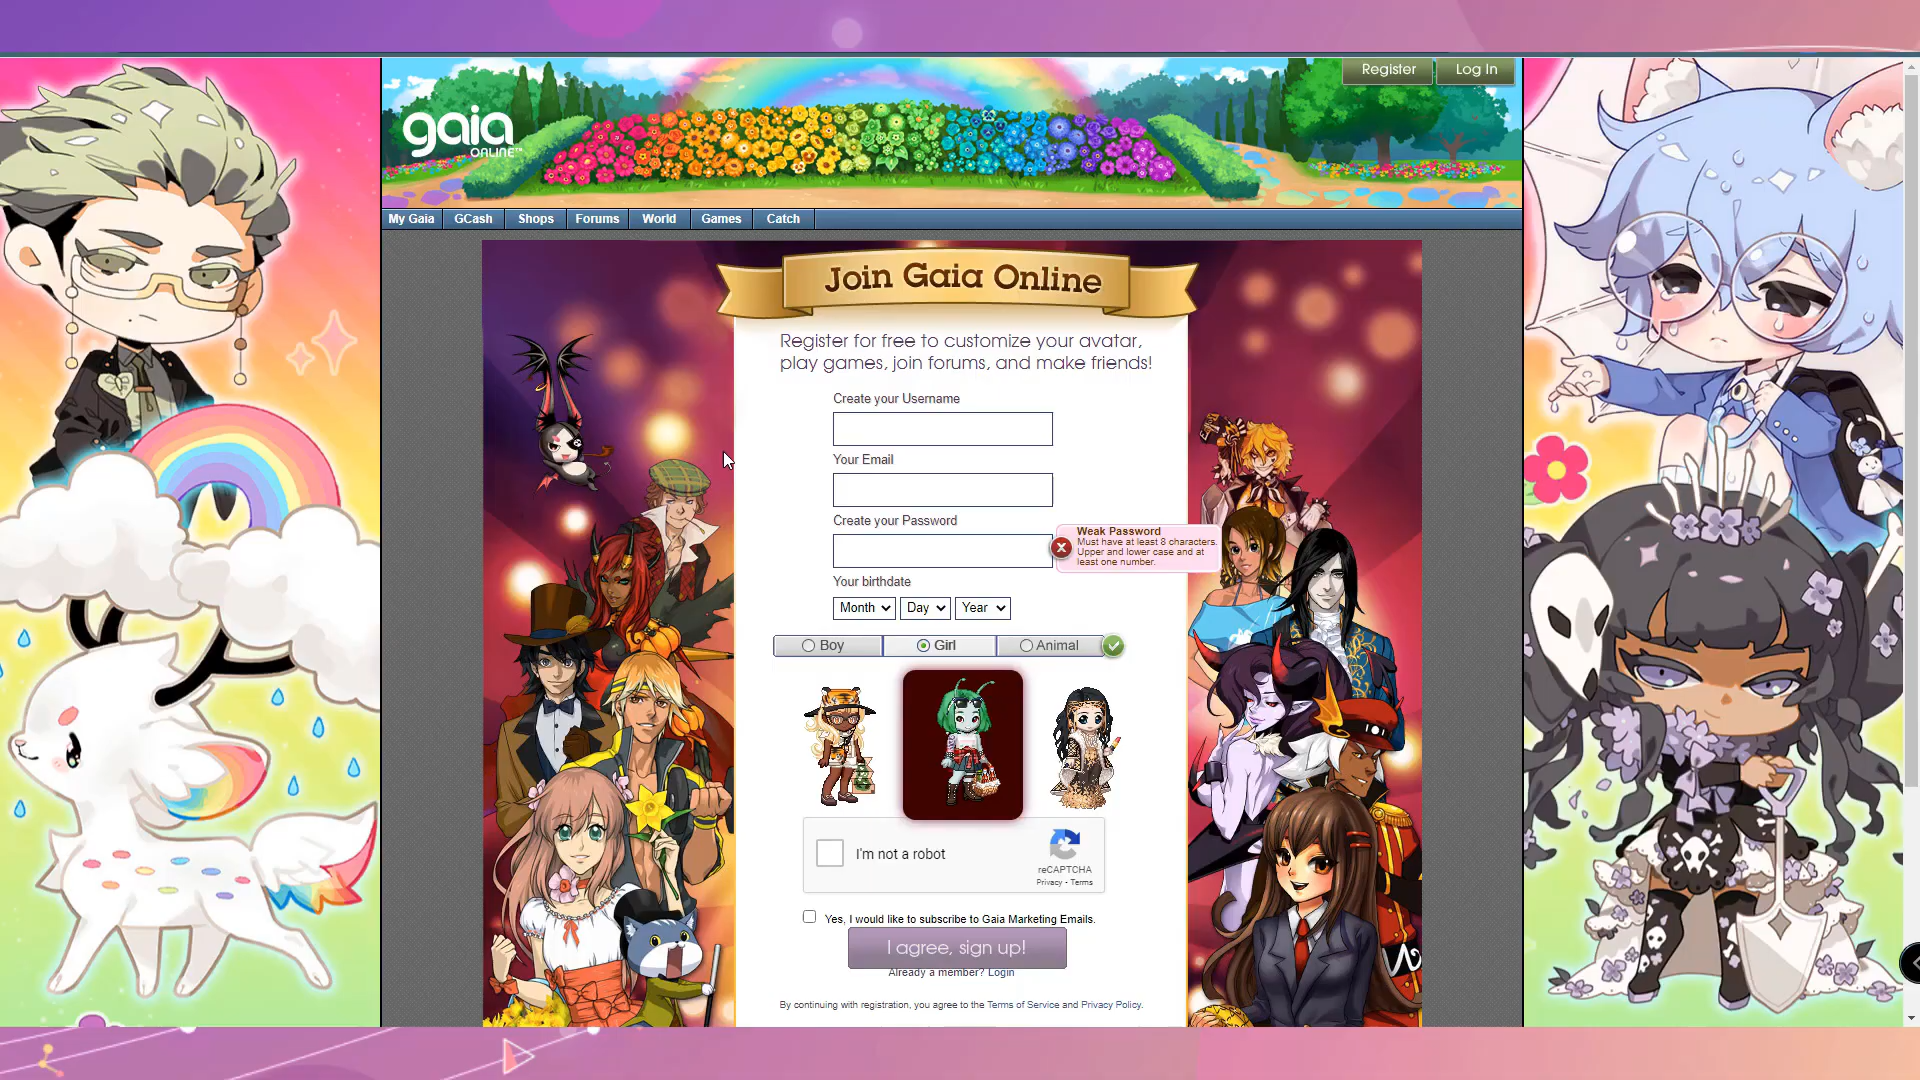 Register
Log In
gaia
ONLINE™
My Gaia
GCash
Shops
Forums
World
Games
Catch
Join Gaia Online
Register for free to customize your avatar,
play games, join forums, and make friends!
Create your Username
Your Email
Create your Password
Weak Password
Must have at least 8 characters.
Upper and lower case and at
least one number.
Your birthdate
Month
Day
Year
Boy
Girl
Animal
I'm not a robot
reCAPTCHA
Privacy - Terms
Yes, I would like to subscribe to Gaia Marketing Emails.
I agree, sign up!
Already a member? Login
By continuing with registration, you agree to the Terms of Service and Privacy Policy.